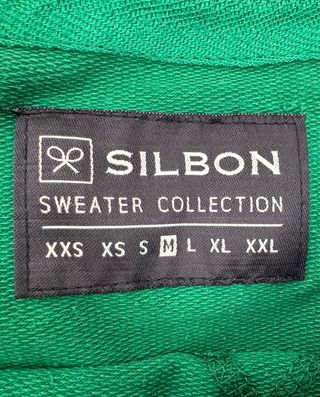 SILBON
SWEATER COLLECTION
XXS XS S M L XL XXL